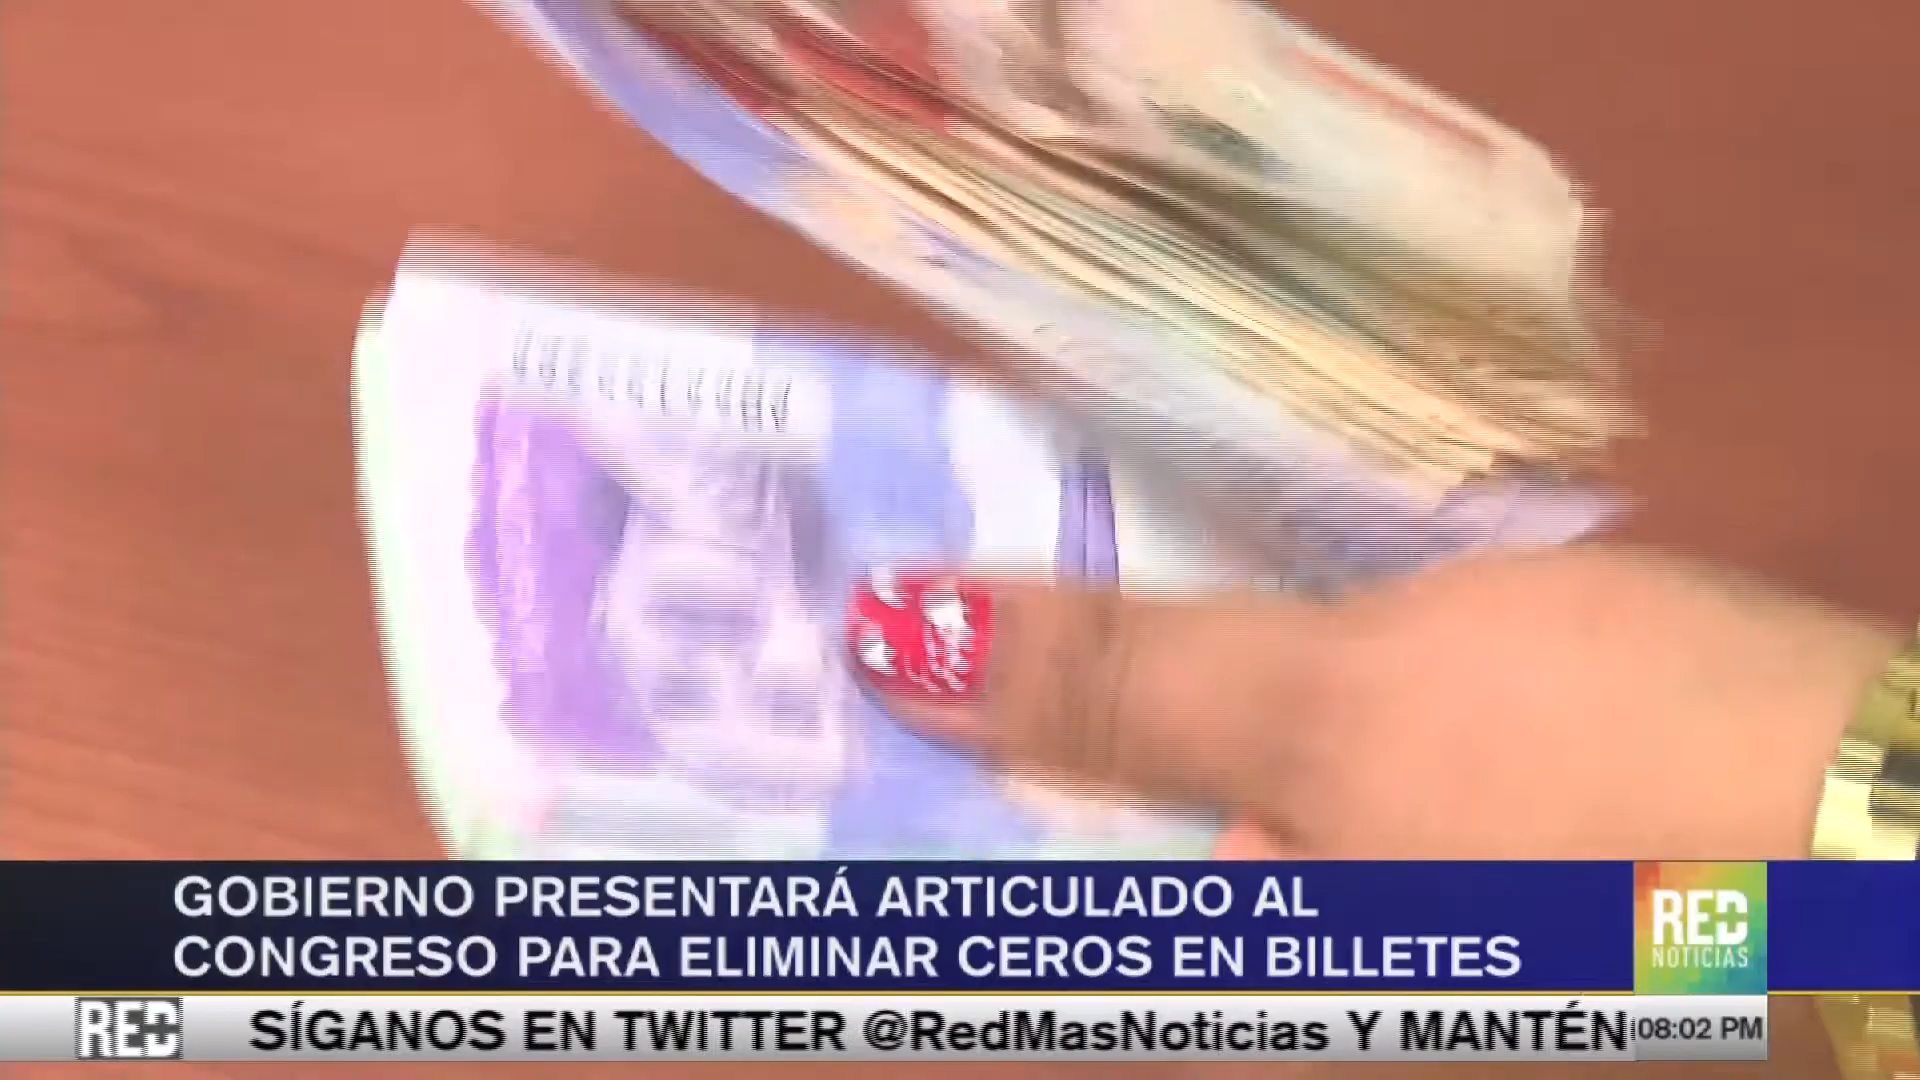 GOBIERNO PRESENTARÁ ARTICULADO AL
CONGRESO PARA ELIMINAR CEROS EN BILLETES
RED
NOTICIAS
RED
SÍGANOS EN TWITTER @RedMasNoticias Y MANTÉN
08:02 PM